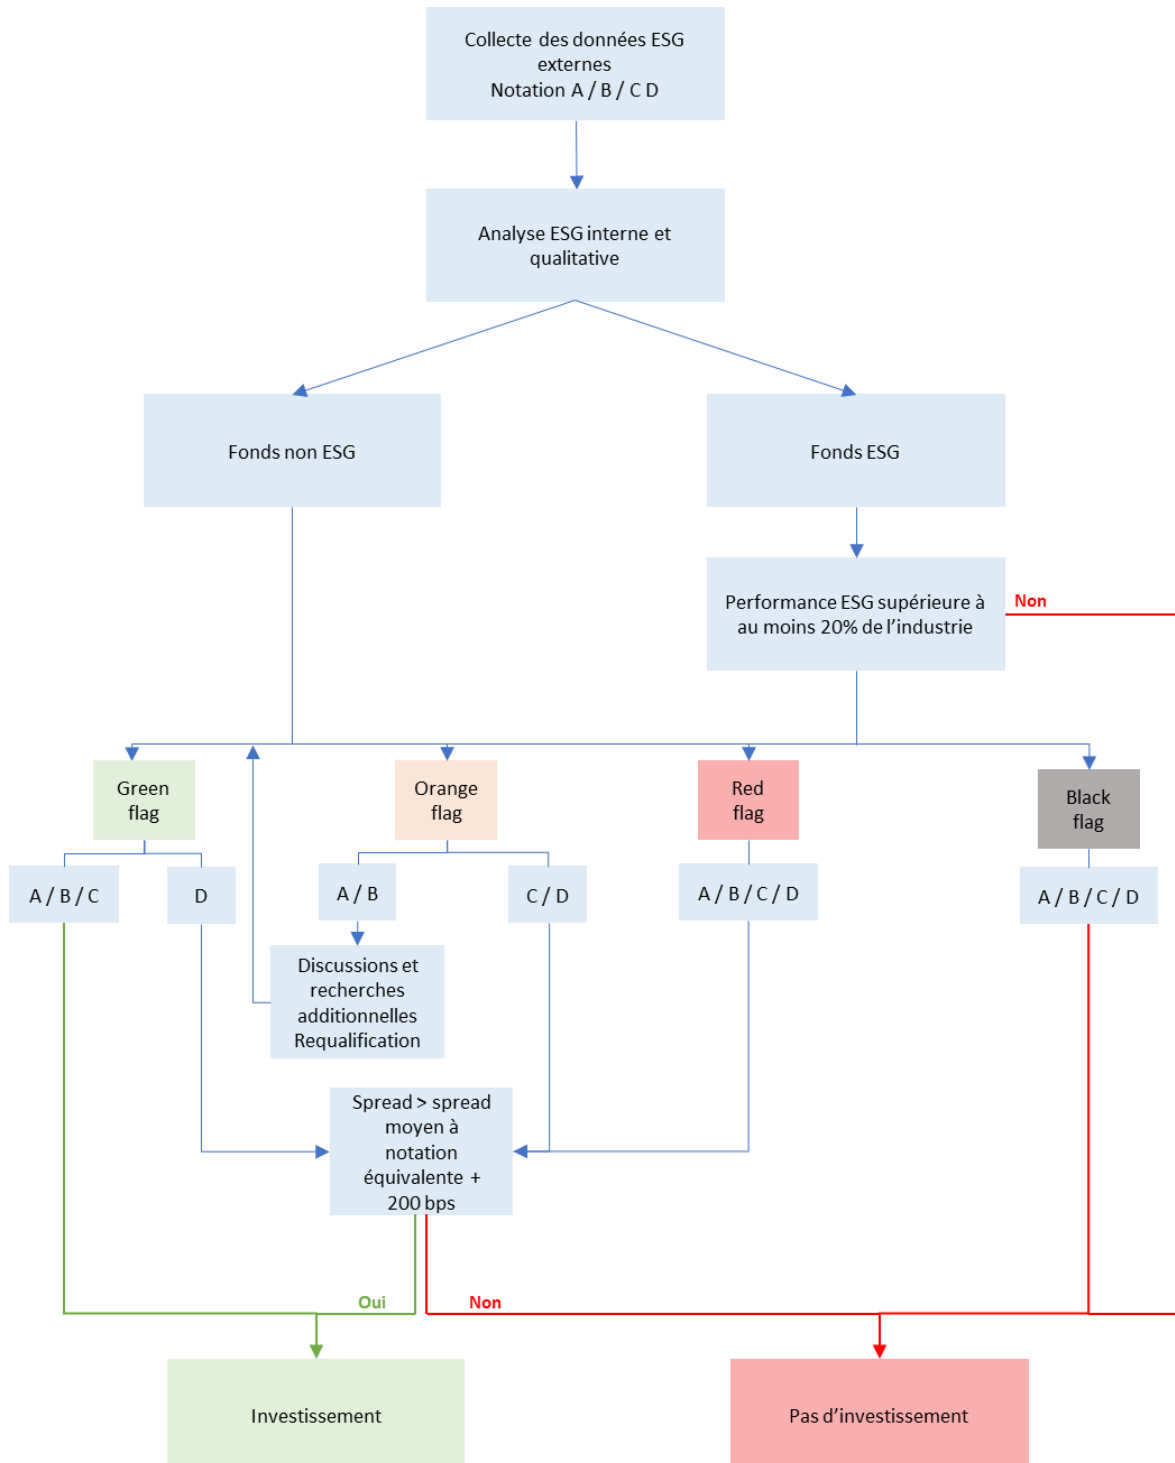 Collecte des données ESG
externes
Notation A / B / C D
Analyse ESG interne et
qualitative
Fonds non ESG
Fonds ESG
Performance ESG supérieure à
au moins 20% de l'industrie
Non
Green
flag
Orange
flag
Red
flag
Black
flag
A / B / C
D
A / B
C / D
A / B / C / D
A / B / C / D
Discussions et
recherches
additionnelles
Requalification
Spread > spread
moyen à
notation
équivalente +
200 bps
Oui
Non
Investissement
Pas d'investissement